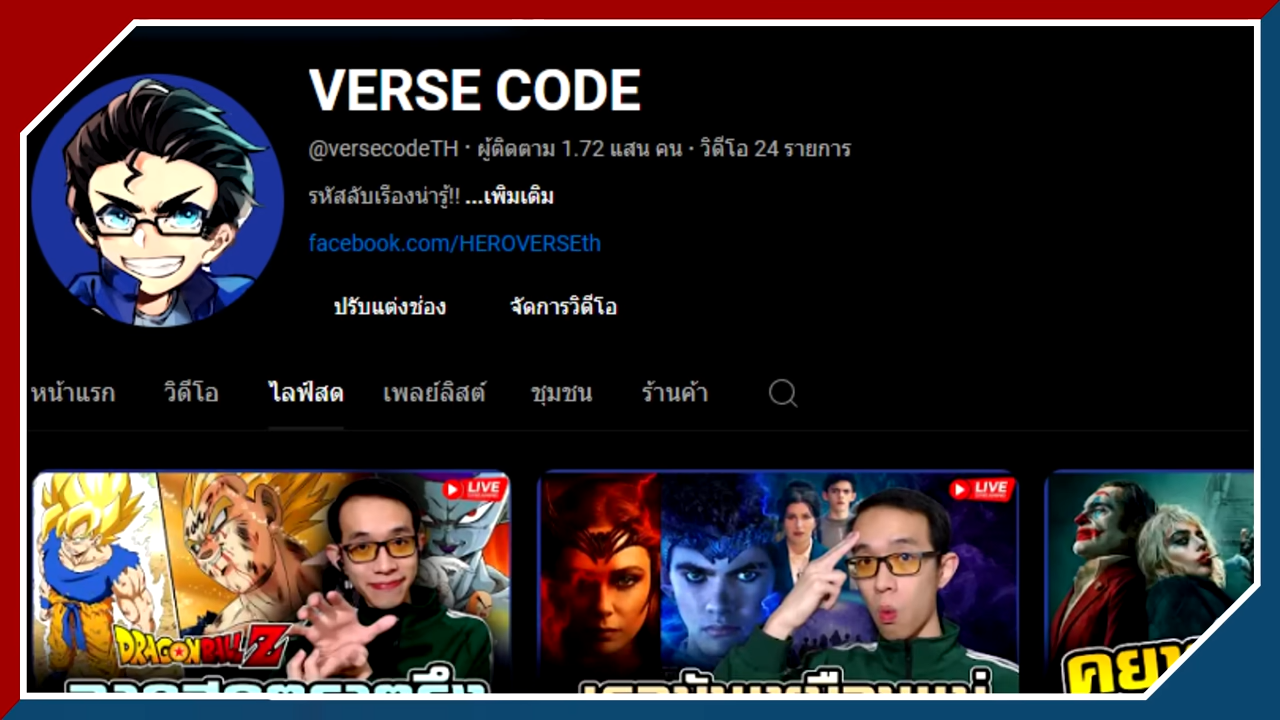 VERSE CODE
@versecodeTH · ผู้ติดตาม 1.72 แสน คน · วิดีโอ 24 รายการ
รหัสลับเรื่องน่ารู้!! ...เพิ่มเติม
facebook.com/HEROVERSEth
ปรับแต่งช่อง จัดการวิดีโอ
หน้าแรก วิดีโอ ไลฟ์สด เพลย์ลิสต์ ชุมชน ร้านค้า
LIVE
LIVE
DRAGON BALL Z